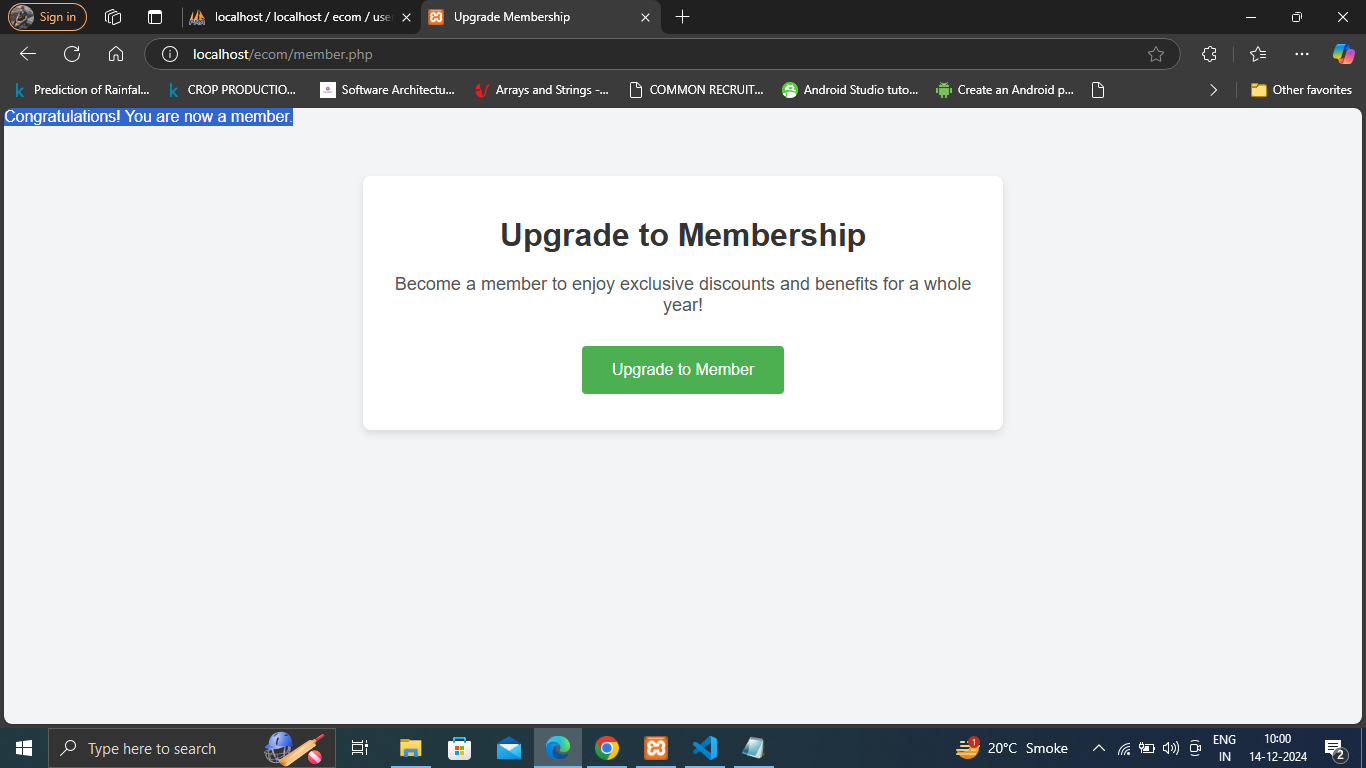 Sign in
localhost / localhost / ecom / use
Upgrade Membership
localhost/ecom/member.php
Prediction of Rainfal...
CROP PRODUCTIO...
Software Architectu...
Arrays and Strings -...
COMMON RECRUIT...
Android Studio tuto...
Create an Android p...
Other favorites
Congratulations! You are now a member.
Upgrade to Membership
Become a member to enjoy exclusive discounts and benefits for a whole
year!
Upgrade to Member
Type here to search
1
20°C Smoke
ENG
IN
10:00
14-12-2024
2